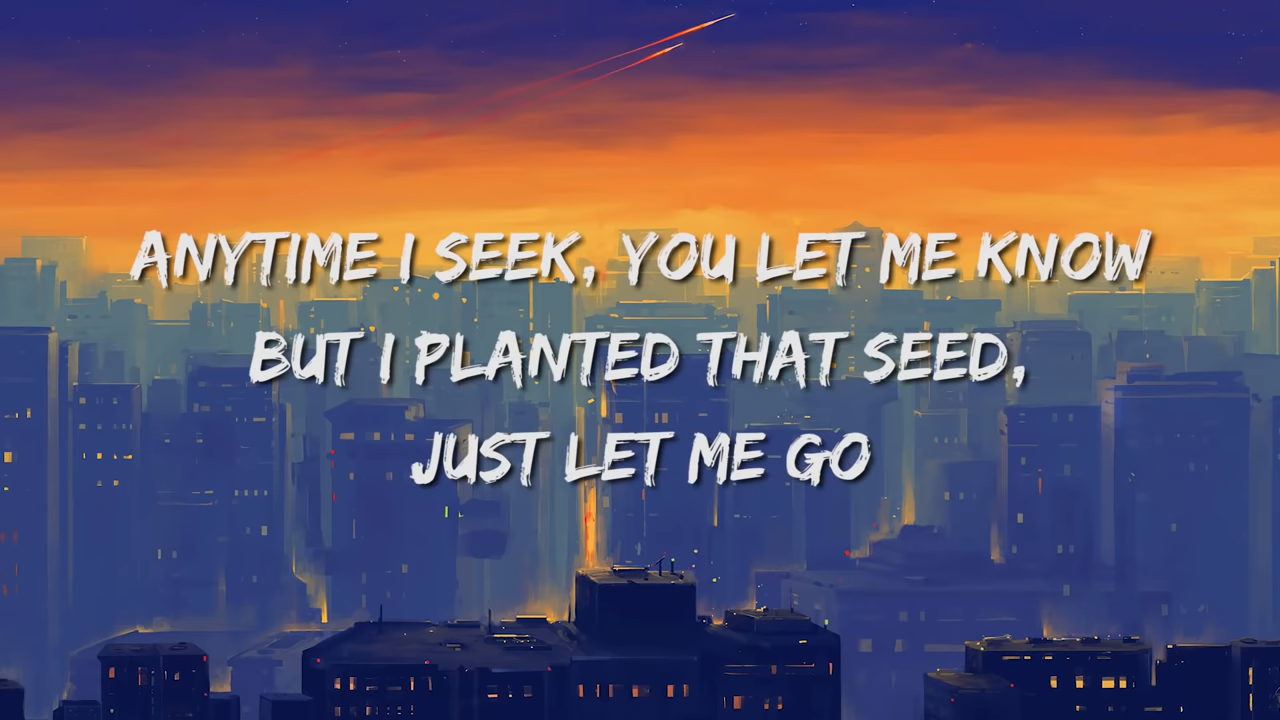 ANYTIME I SEEK, YOU LET ME KNOW
BUT I PLANTED THAT SEED,
JUST LET ME GO